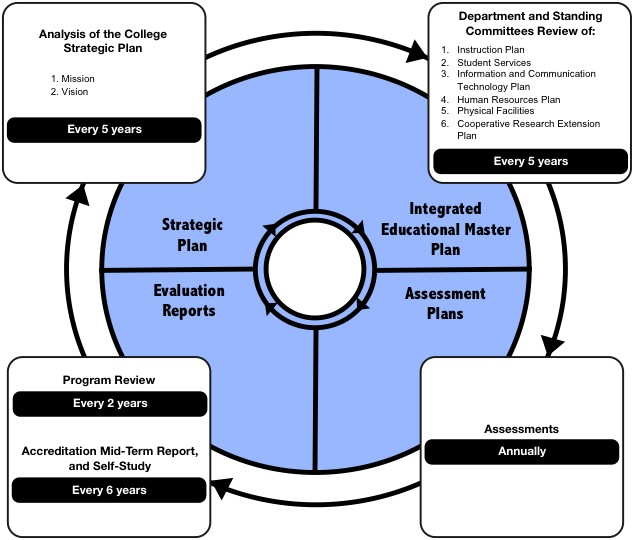 Analysis of the College
Strategic Plan
1. Mission
2. Vision
Every 5 years
Department and Standing
Committees Review of:
1. Instruction Plan
2. Student Services
3. Information and Communication
Technology Plan
4. Human Resources Plan
5. Physical Facilities
6. Cooperative Research Extension
Plan
Every 5 years
Strategic
Plan
Integrated
Educational Master
Plan
Evaluation
Reports
Assessment
Plans
Program Review
Every 2 years
Accreditation Mid-Term Report,
and Self-Study
Every 6 years
Assessments
Annually